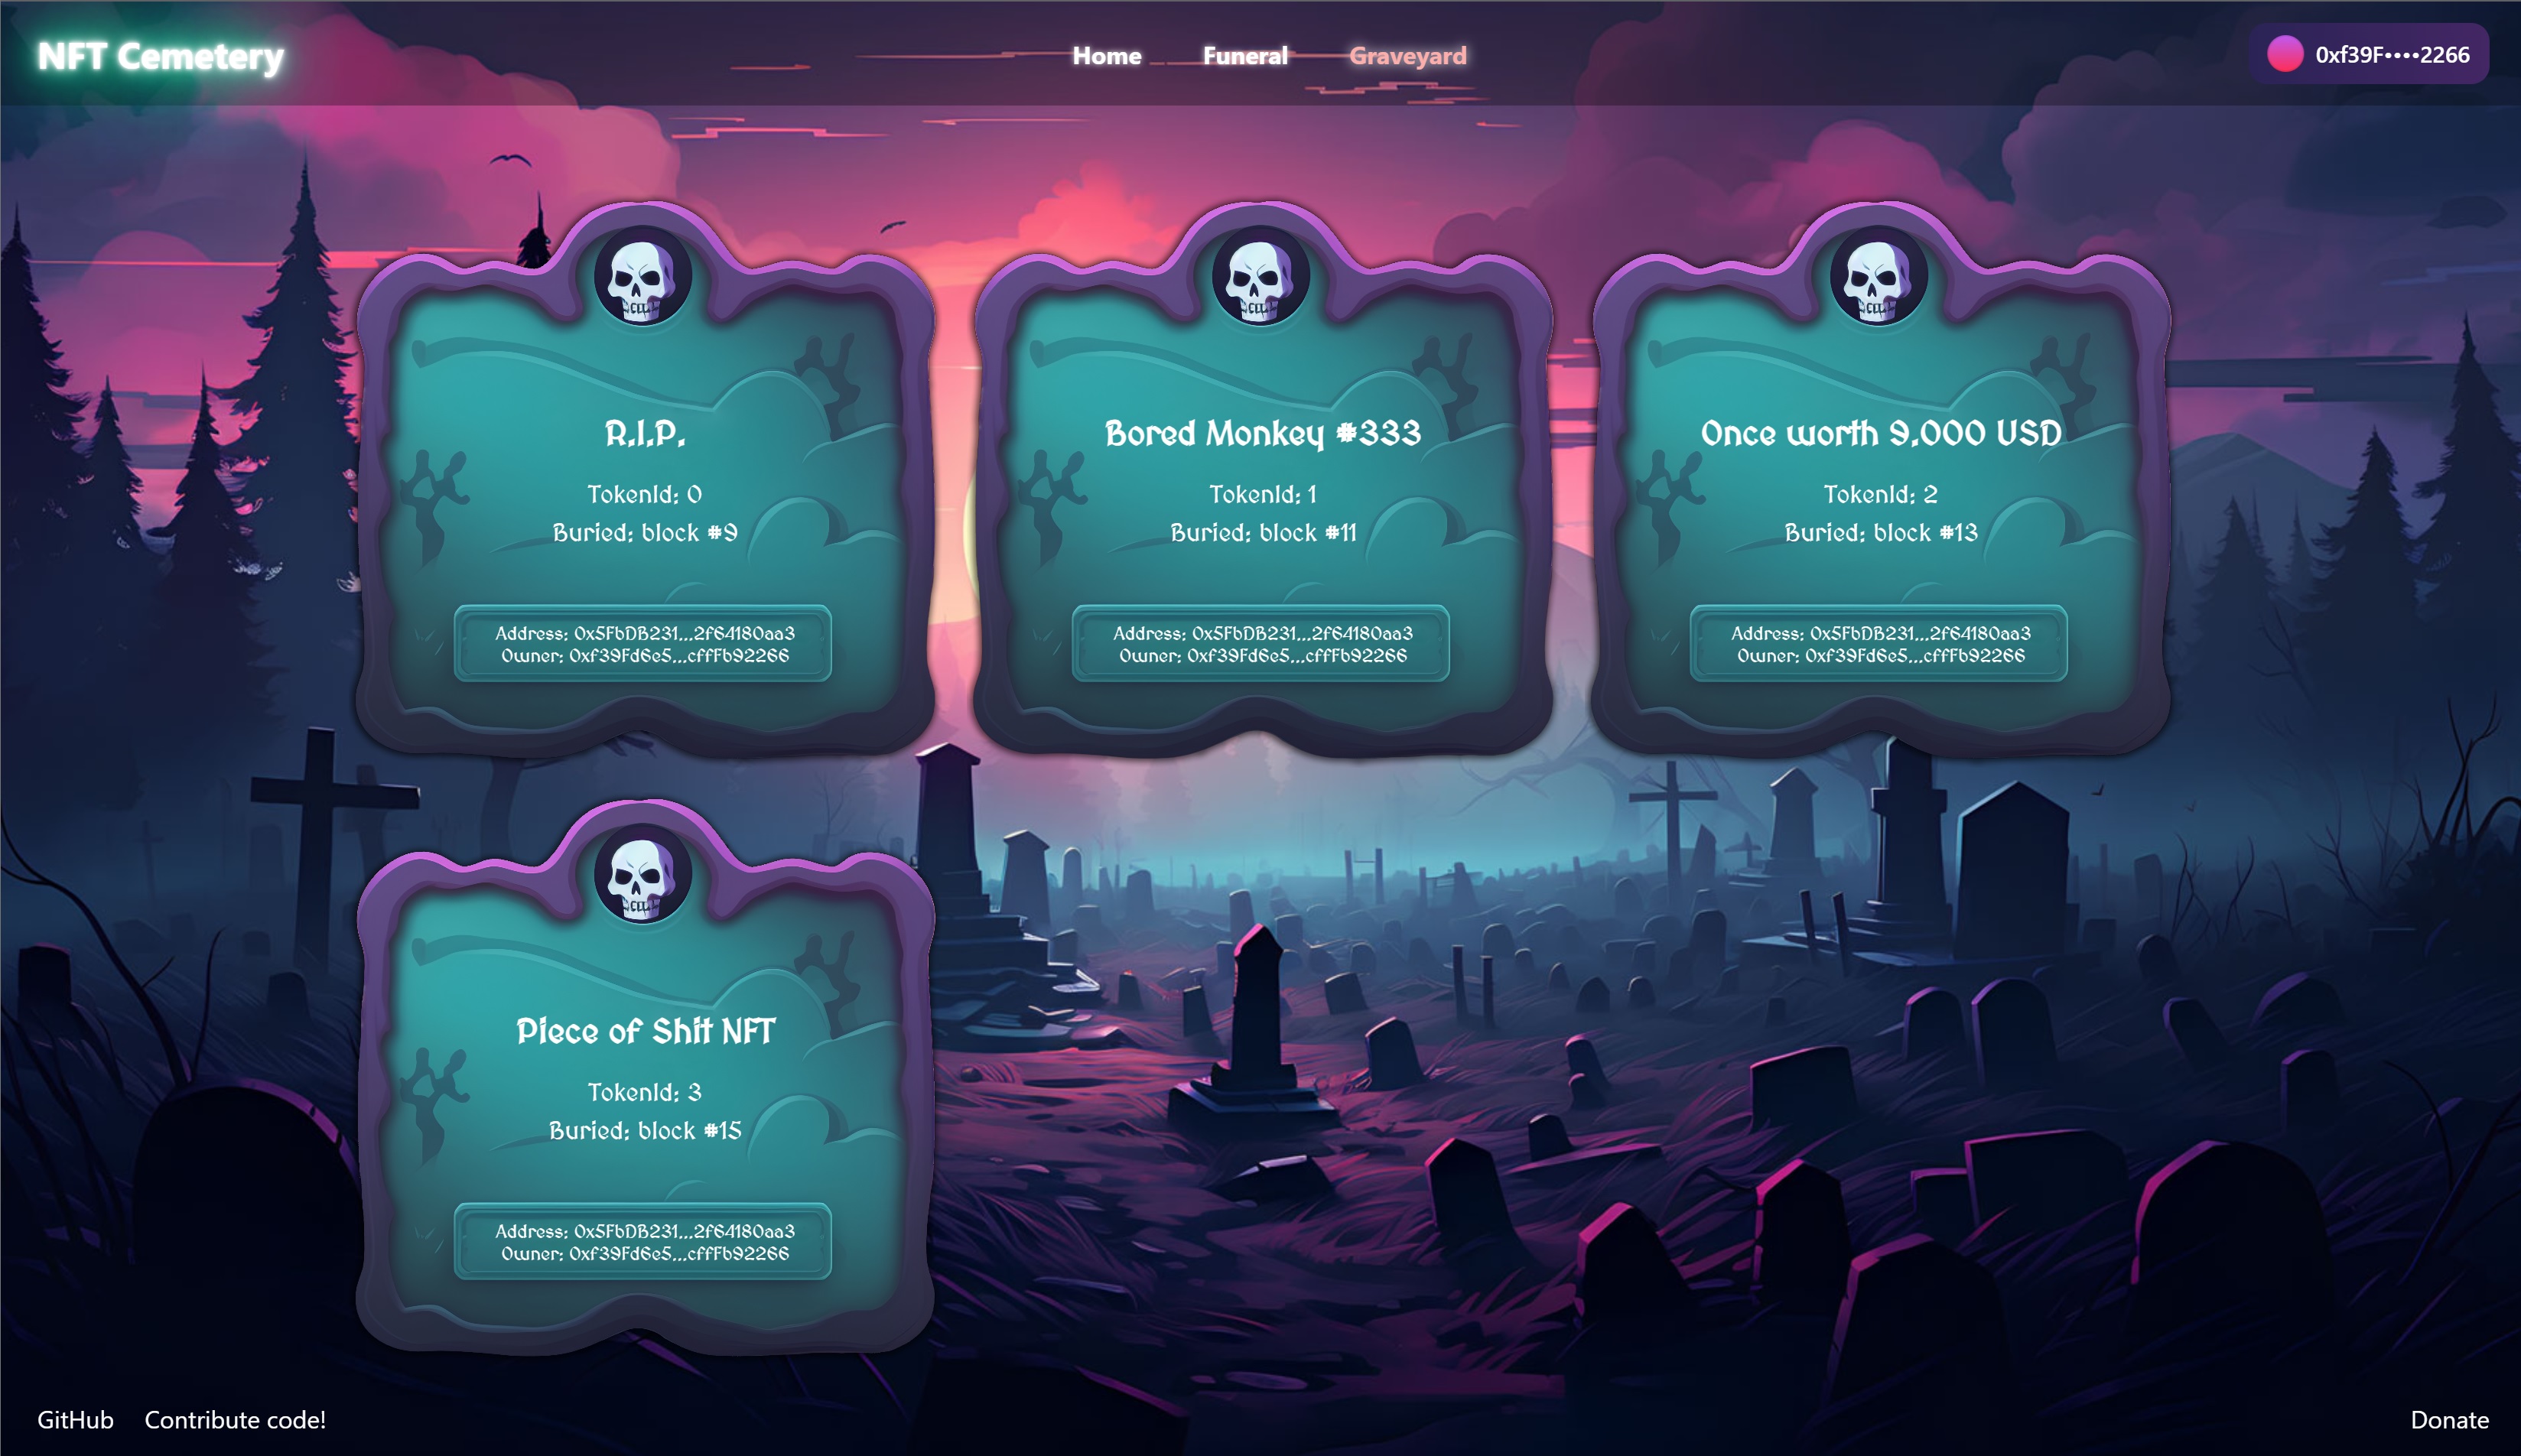 NFT Cemetery
Home Funeral Graveyard
0xf39F••••2266
R.I.P.
TokenId: 0
Buried: block #9
Address: 0x5FbDB231...2f64180aa3
Owner: 0xf39Fd6e5...cffFb92266
Bored Monkey #333
TokenId: 1
Buried: block #11
Address: 0x5FbDB231...2f64180aa3
Owner: 0xf39Fd6e5...cffFb92266
Once worth 9.000 USD
TokenId: 2
Buried: block #13
Address: 0x5FbDB231...2f64180aa3
Owner: 0xf39Fd6e5...cffFb92266
Piece of Shit NFT
TokenId: 3
Buried: block #15
Address: 0x5FbDB231...2f64180aa3
Owner: 0xf39Fd6e5...cffFb92266
GitHub Contribute code!
Donate